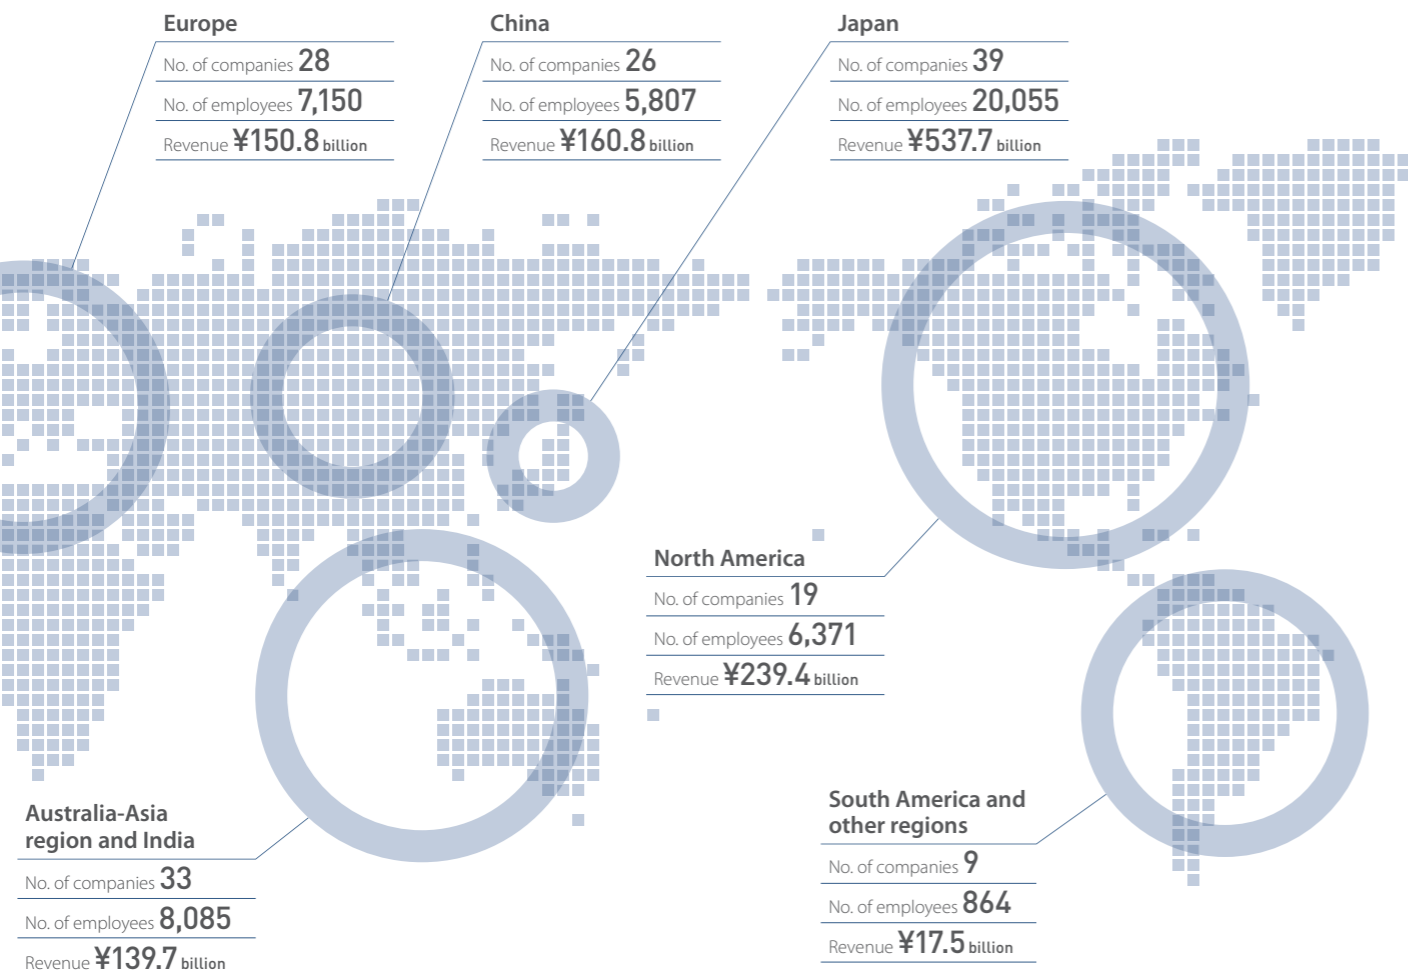 Europe
No. of companies 28
No. of employees 7,150
Revenue ¥150.8 billion
China
No. of companies 26
No. of employees 5,807
Revenue ¥160.8 billion
Japan
No. of companies 39
No. of employees 20,055
Revenue ¥537.7 billion
North America
No. of companies 19
No. of employees 6,371
Revenue ¥239.4 billion
Australia-Asia
region and India
No. of companies 33
No. of employees 8,085
Revenue ¥139.7 billion
South America and
other regions
No. of companies 9
No. of employees 864
Revenue ¥17.5 billion